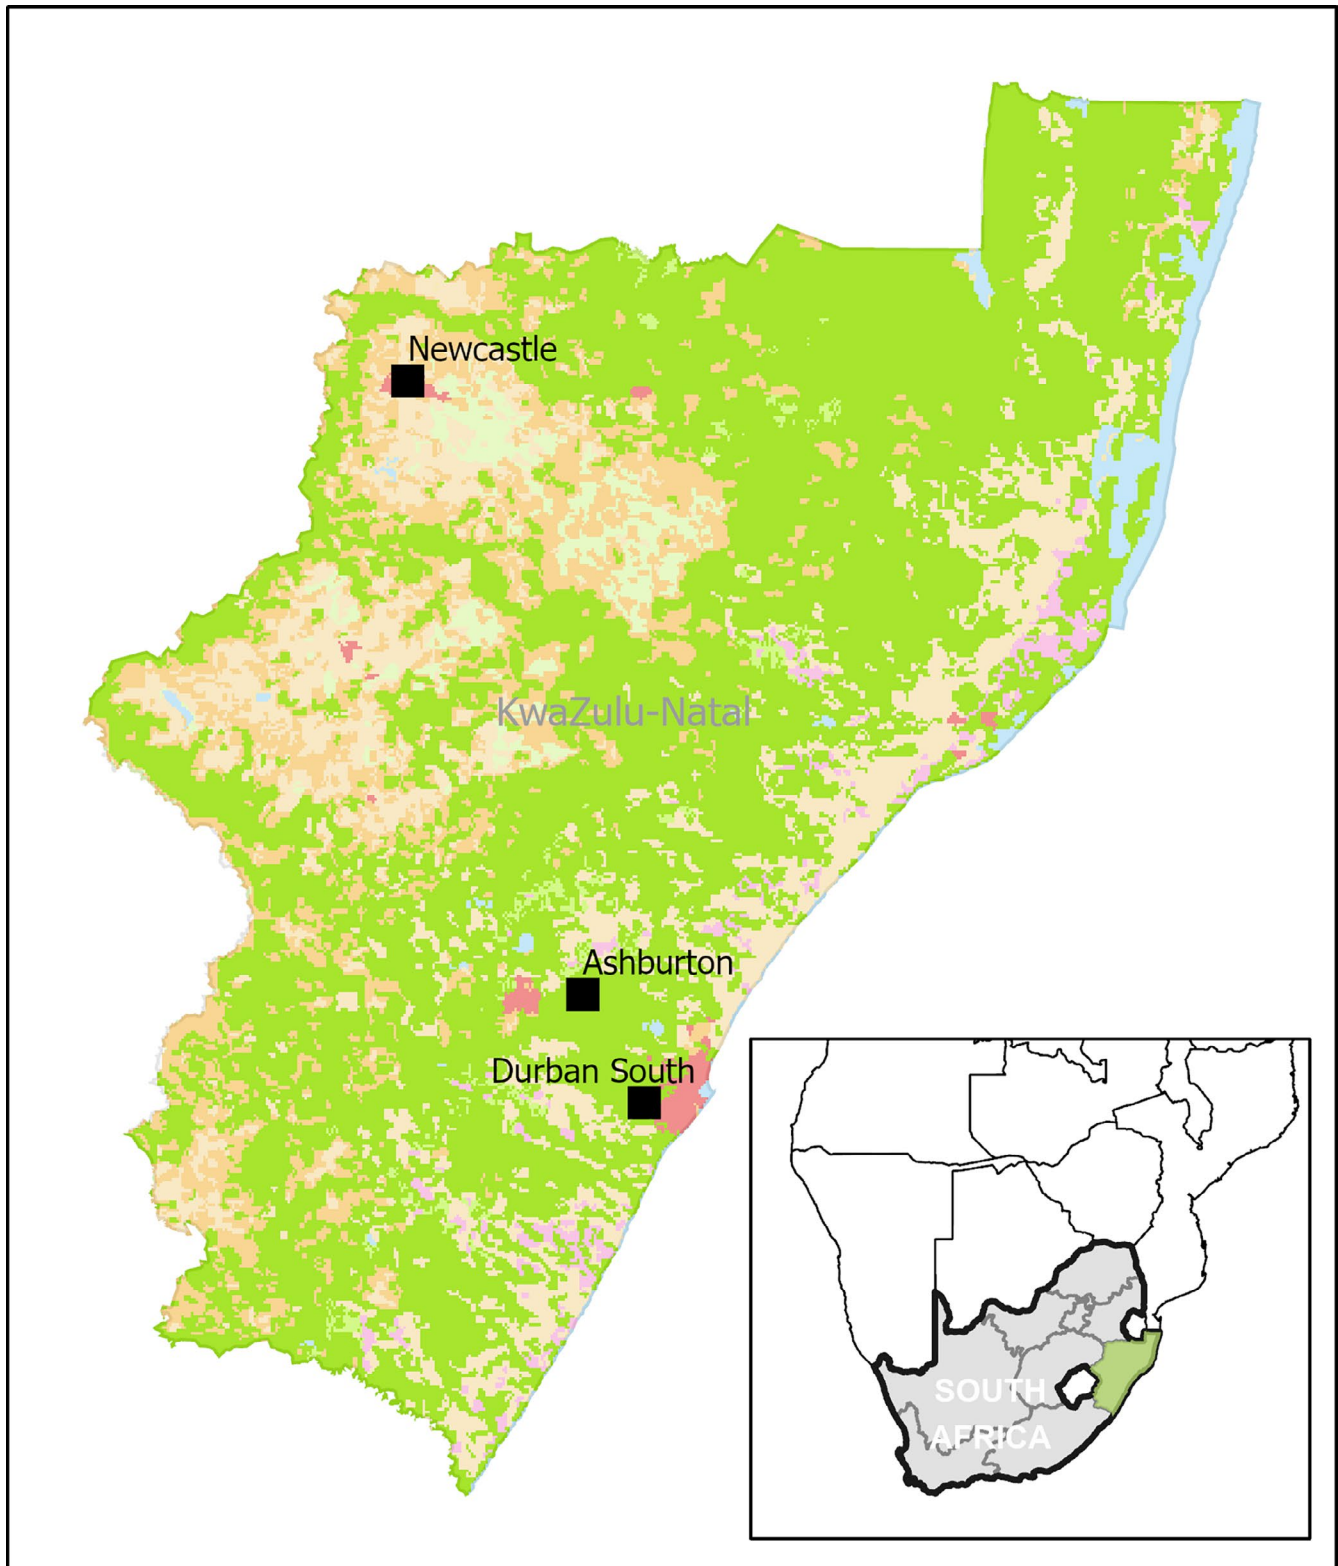 Newcastle
KwaZulu-Natal
Ashburton
Durban South
SOUTH
AFRICA